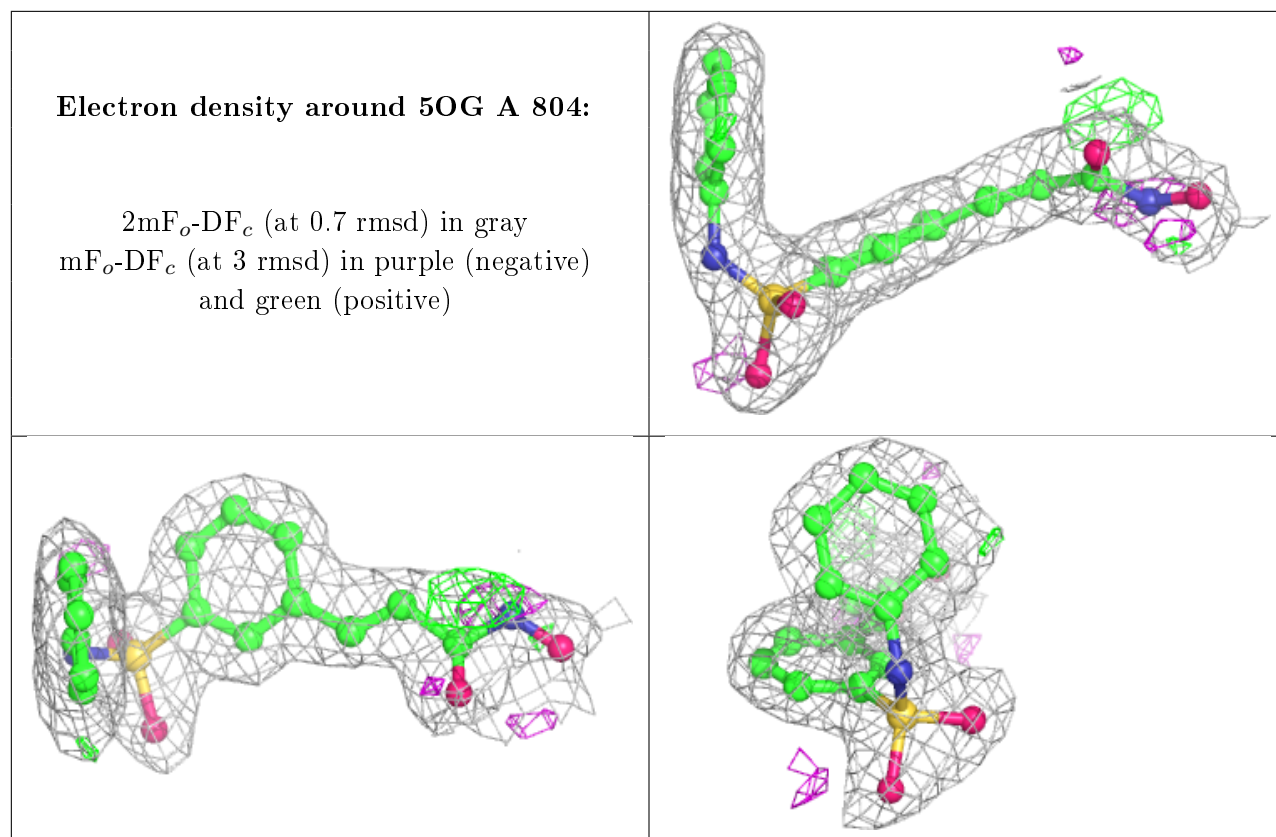 Electron density around 5OG A 804:
2mFo-DFc (at 0.7 rmsd) in gray
mFo-DFc (at 3 rmsd) in purple (negative)
and green (positive)